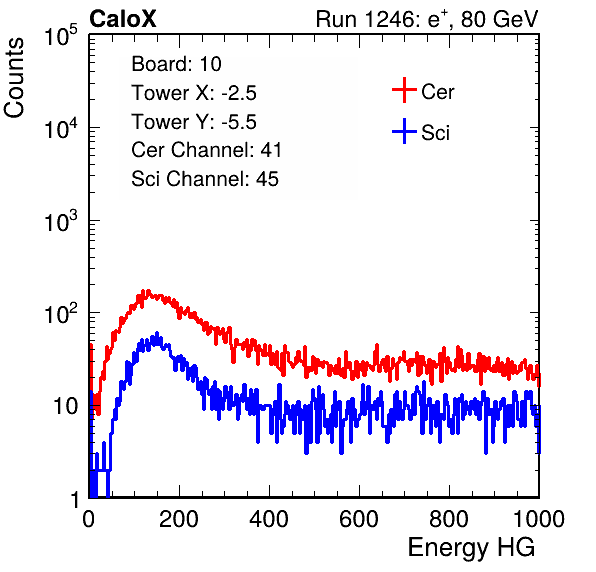 CaloX Run 1246: e⁺, 80 GeV
Counts
10⁵
10⁴
10³
10²
10
1
Board: 10
Tower X: -2.5
Tower Y: -5.5
Cer Channel: 41
Sci Channel: 45
Cer
Sci
0 200 400 600 800 1000
Energy HG